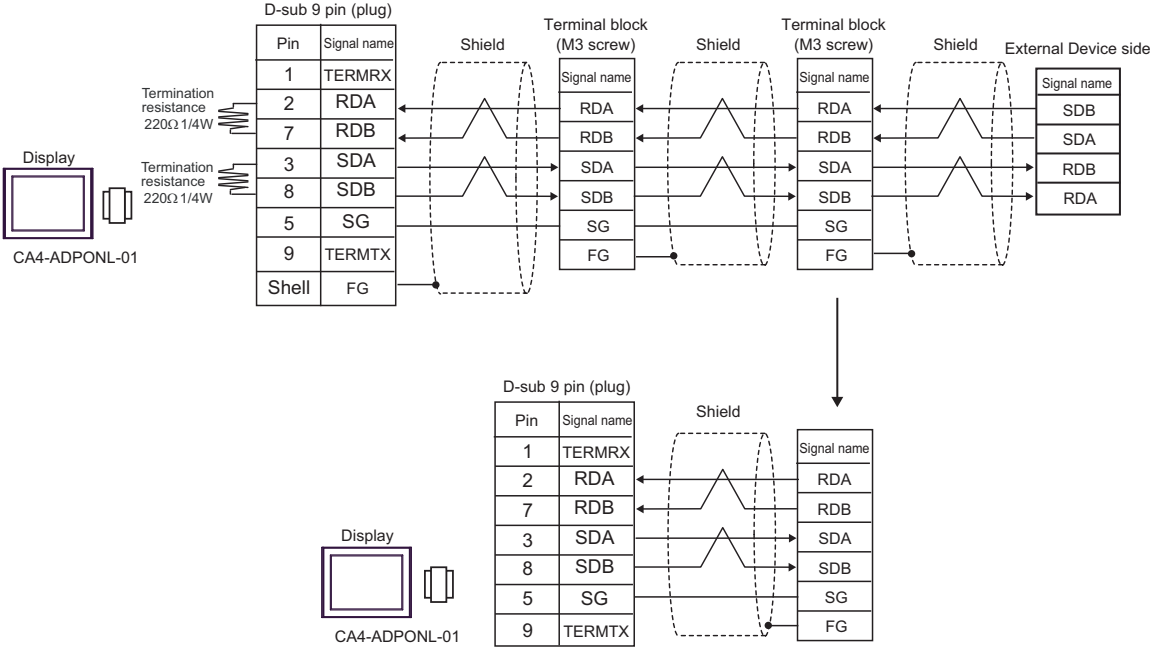 D-sub 9 pin (plug)
Pin Signal name
1 TERMRX
2 RDA
7 RDB
3 SDA
8 SDB
5 SG
9 TERMTX
Shell FG
Termination
resistance
220Ω 1/4W
Termination
resistance
220Ω 1/4W
Display
CA4-ADPONL-01
Shield
Terminal block
(M3 screw)
Signal name
RDA
RDB
SDA
SDB
SG
FG
Shield
Terminal block
(M3 screw)
Signal name
RDA
RDB
SDA
SDB
SG
FG
Shield
External Device side
Signal name
SDB
SDA
RDB
RDA
D-sub 9 pin (plug)
Pin Signal name
1 TERMRX
2 RDA
7 RDB
3 SDA
8 SDB
5 SG
9 TERMTX
Display
CA4-ADPONL-01
Shield
Signal name
RDA
RDB
SDA
SDB
SG
FG